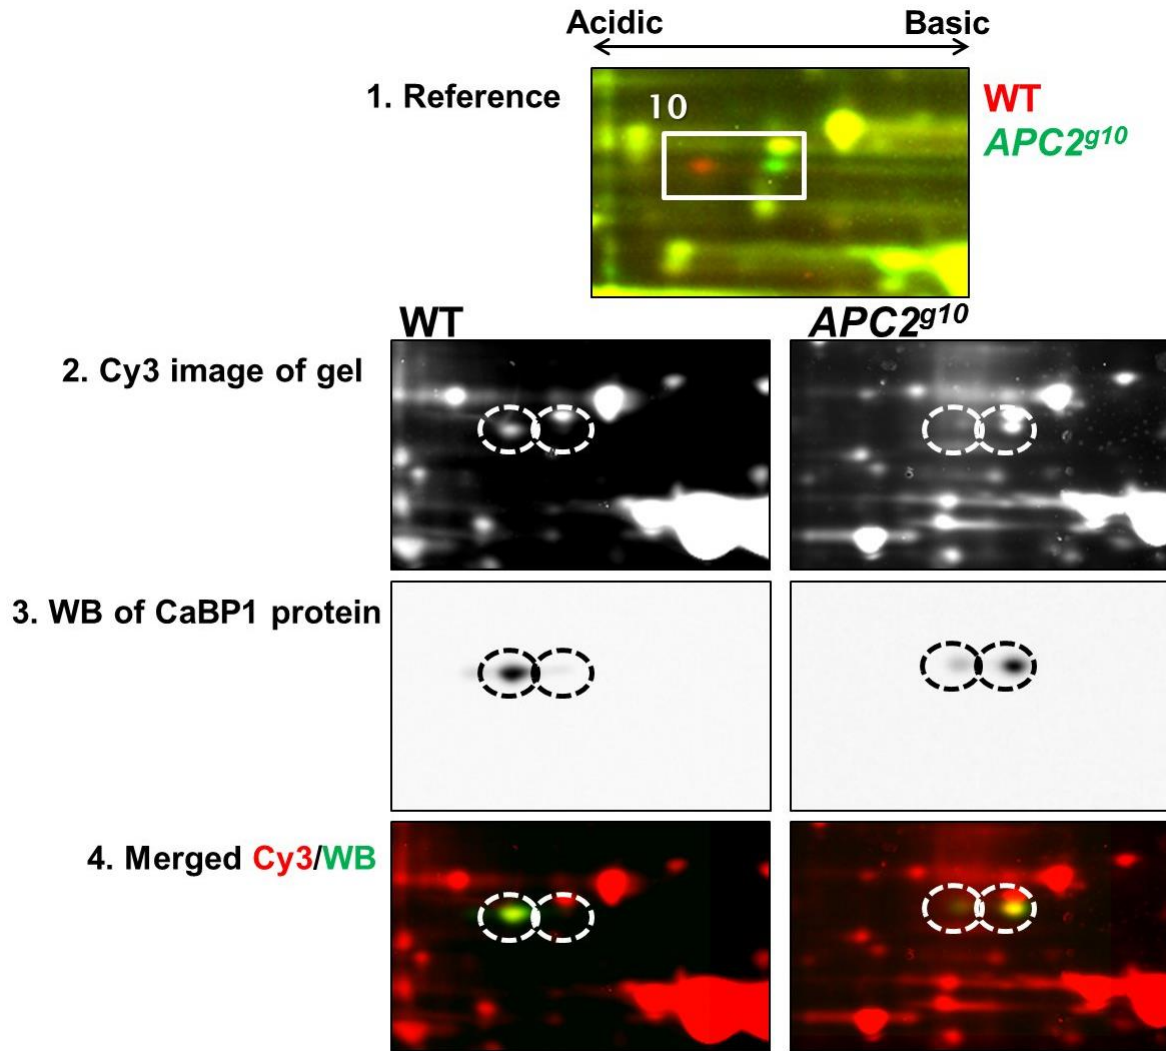 Acidic Basic
1. Reference
10
WT
APC2g10
WT APC2g10
2. Cy3 image of gel
3. WB of CaBP1 protein
4. Merged Cy3/WB